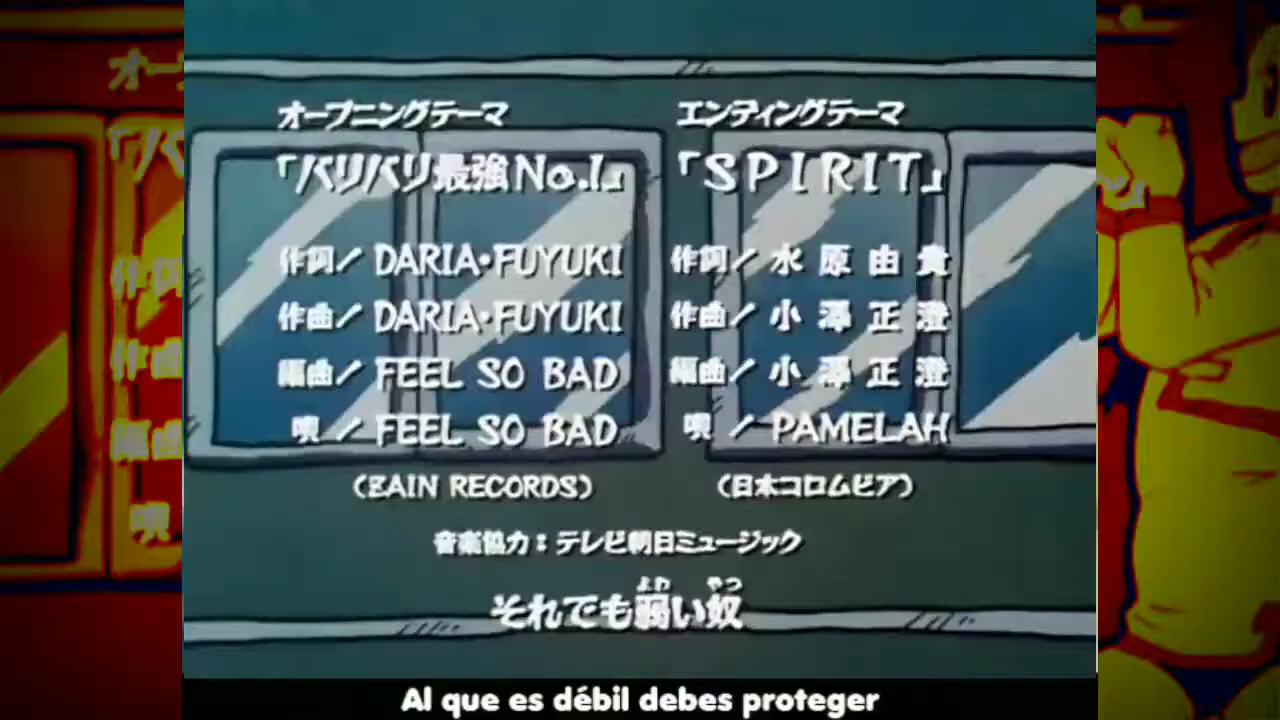 オープニングテーマ
「バリバリ最強No.1」
作詞／DARIA・FUYUKI
作曲／DARIA・FUYUKI
編曲／FEEL SO BAD
唄／FEEL SO BAD
(ZAIN RECORDS)
エンディングテーマ
「SPIRIT」
作詞／水原由貴
作曲／小澤正澄
編曲／小澤正澄
唄／PAMELAH
(日本コロムビア)
音楽協力：テレビ朝日ミュージック
よわ やつ
それでも弱い奴
Al que es débil debes proteger